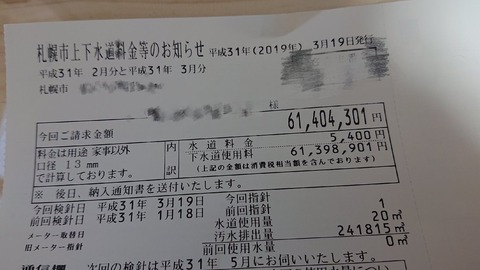 札幌市上下水道料金等のお知らせ 平成31年(2019年) 3月19日発行
平成31年 2月分と平成31年 3月分
札幌市
様
今回ご請求金額 61,404,301円
料金は用途 家事以外
口径 13 mm
で計算しております。
内訳
水道料金 5,400円
下水道使用料 61,398,901円
(上記の金額は消費税相当額を含んでおります)
※ 後日、納入通知書を送付いたします。
今回検針日 平成31年 3月19日
前回検針日 平成31年 1月18日
メーター取替日
旧メーター指針
今回指針 1
前回指針 20㎥
水道使用量
汚水排出量 241815㎥
前回使用水量 0㎥
通信欄 次回の検針は平成31年 5月にお伺いいたします。